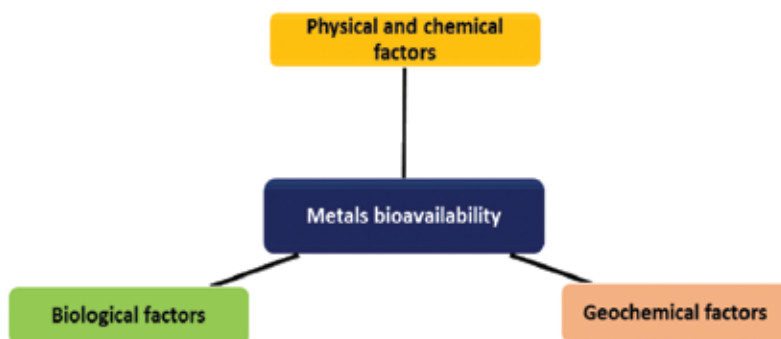 Physical and chemical
factors
Metals bioavailability
Biological factors
Geochemical factors